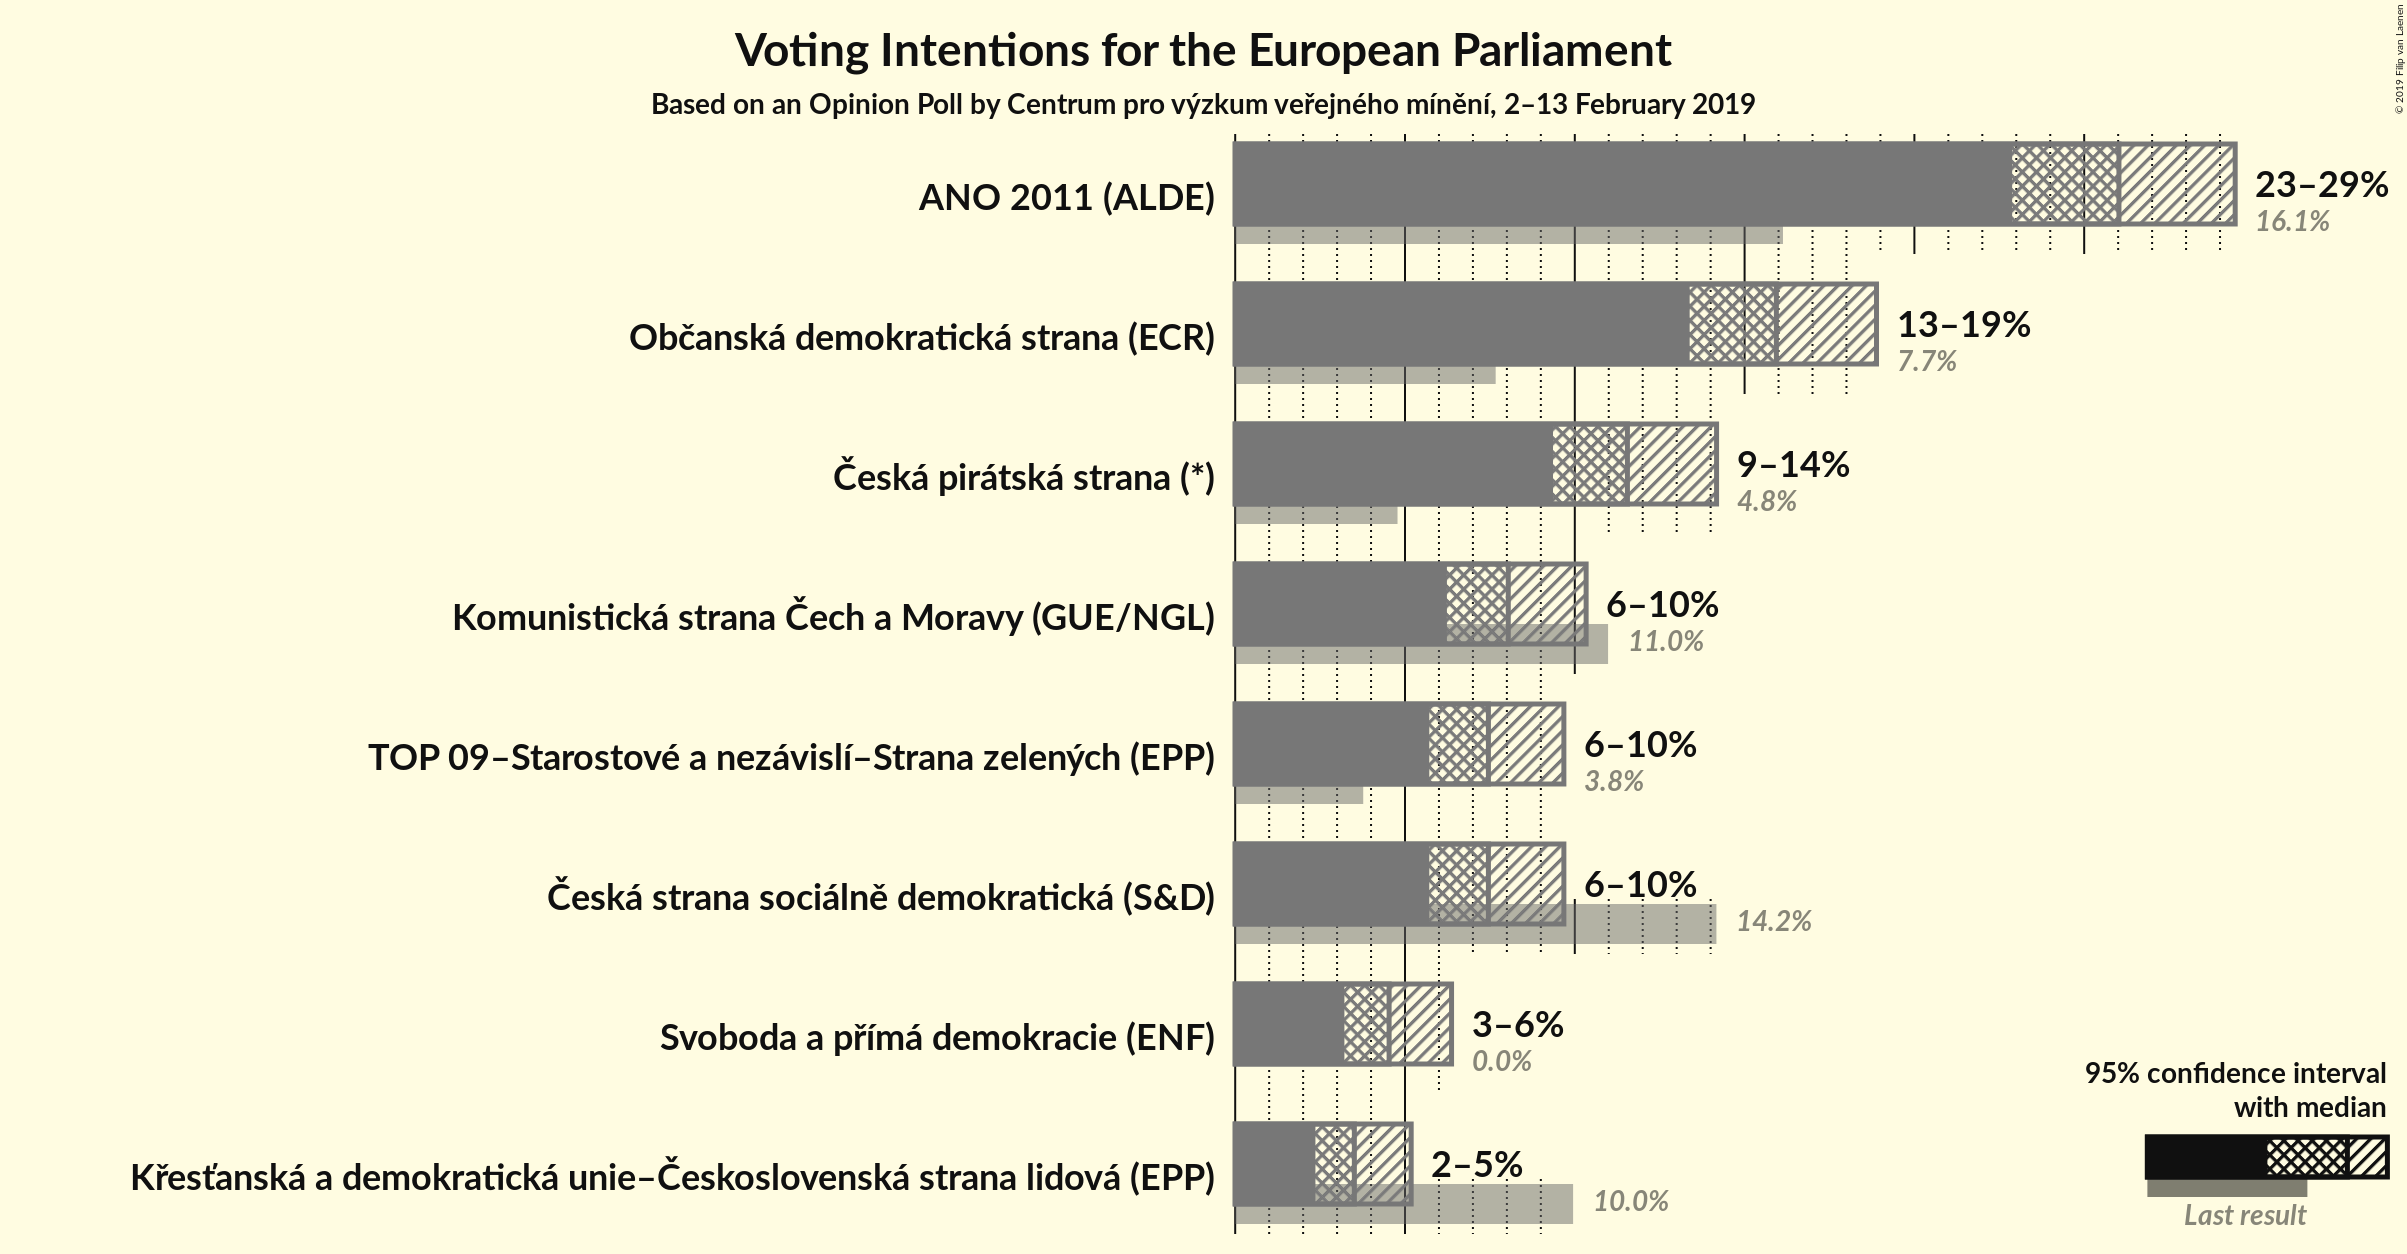 Voting Intentions for the European Parliament
Based on an Opinion Poll by Centrum pro výzkum veřejného mínění, 2–13 February 2019
© 2019 Filip van Laenen
ANO 2011 (ALDE)
23–29%
16.1%
Občanská demokratická strana (ECR)
13–19%
7.7%
Česká pirátská strana (*)
9–14%
4.8%
Komunistická strana Čech a Moravy (GUE/NGL)
6–10%
11.0%
TOP 09–Starostové a nezávislí–Strana zelených (EPP)
6–10%
3.8%
Česká strana sociálně demokratická (S&D)
6–10%
14.2%
Svoboda a přímá demokracie (ENF)
3–6%
0.0%
Křesťanská a demokratická unie–Československá strana lidová (EPP)
2–5%
10.0%
95% confidence interval
with median
Last result